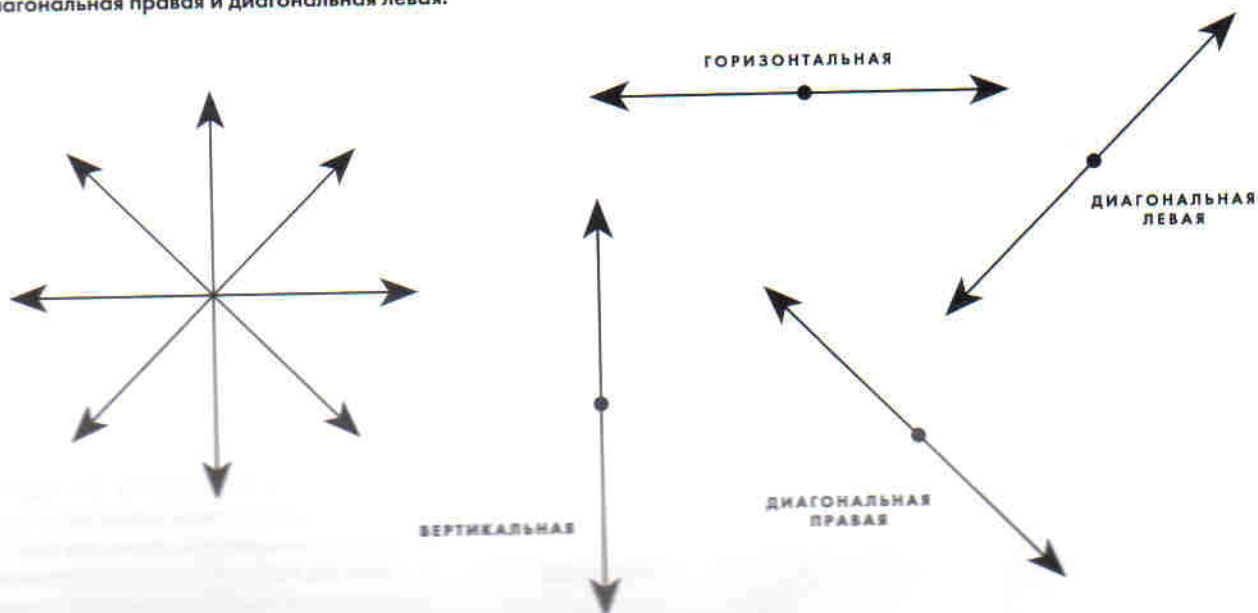 правая и диагональная левая.
ГОРИЗОНТАЛЬНАЯ
ДИАГОНАЛЬНАЯ
ЛЕВАЯ
ДИАГОНАЛЬНАЯ
ПРАВАЯ
ВЕРТИКАЛЬНАЯ